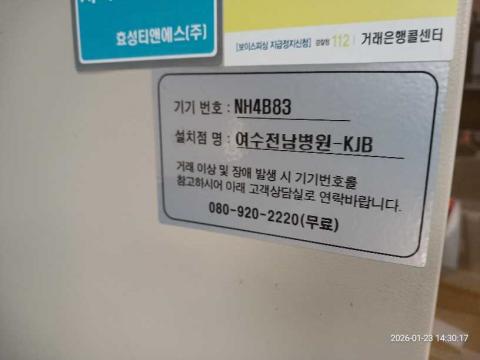 효성티앤에스(주)
[보이스피싱 지급정지신청] 경찰청 112 | 거래은행콜센터
기기 번호 : NH4B83
설치점 명 : 여수전남병원-KJB
거래 이상 및 장애 발생 시 기기번호를
참고하시어 아래 고객상담실로 연락바랍니다.
080-920-2220(무료)
2026-01-23 14:30:17